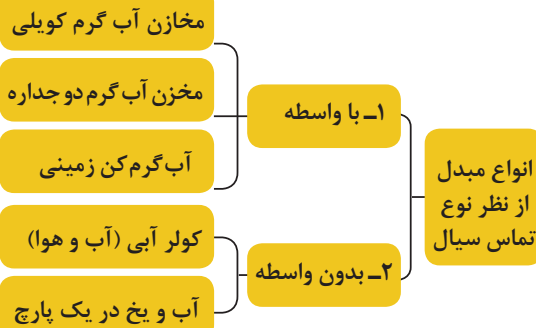 انواع مبدل
از نظر نوع
تماس سیال
۱ـ با واسطه
مخازن آب گرم کویلی
مخزن آب گرم دو جداره
آب گرم کن زمینی
۲ـ بدون واسطه
کولر آبی (آب و هوا)
آب و یخ در یک پارچ